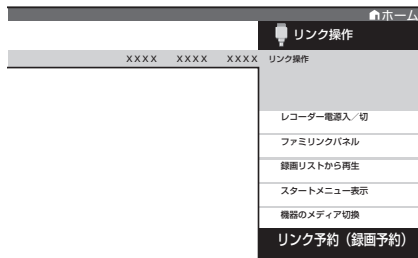 ホーム
リンク操作
XXXX XXXX XXXX リンク操作
レコーダー電源入／切
ファミリンクパネル
録画リストから再生
スタートメニュー表示
機器のメディア切換
リンク予約（録画予約）